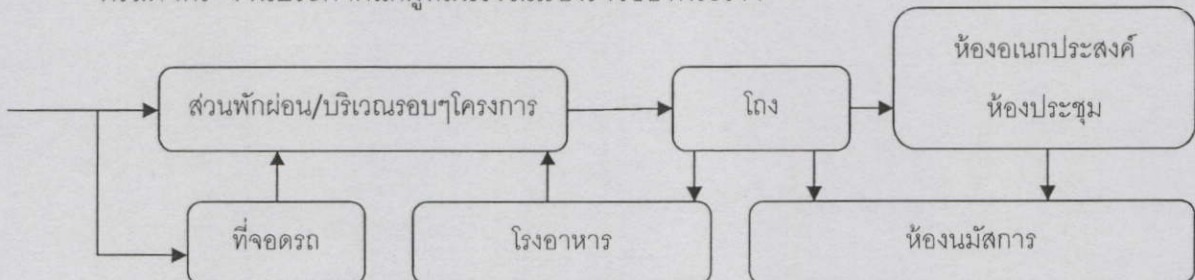 ห้องอเนกประสงค์
ห้องประชุม
ส่วนพักผ่อน/บริเวณรอบๆโครงการ
โถง
ที่จอดรถ
โรงอาหาร
ห้องนมัสการ